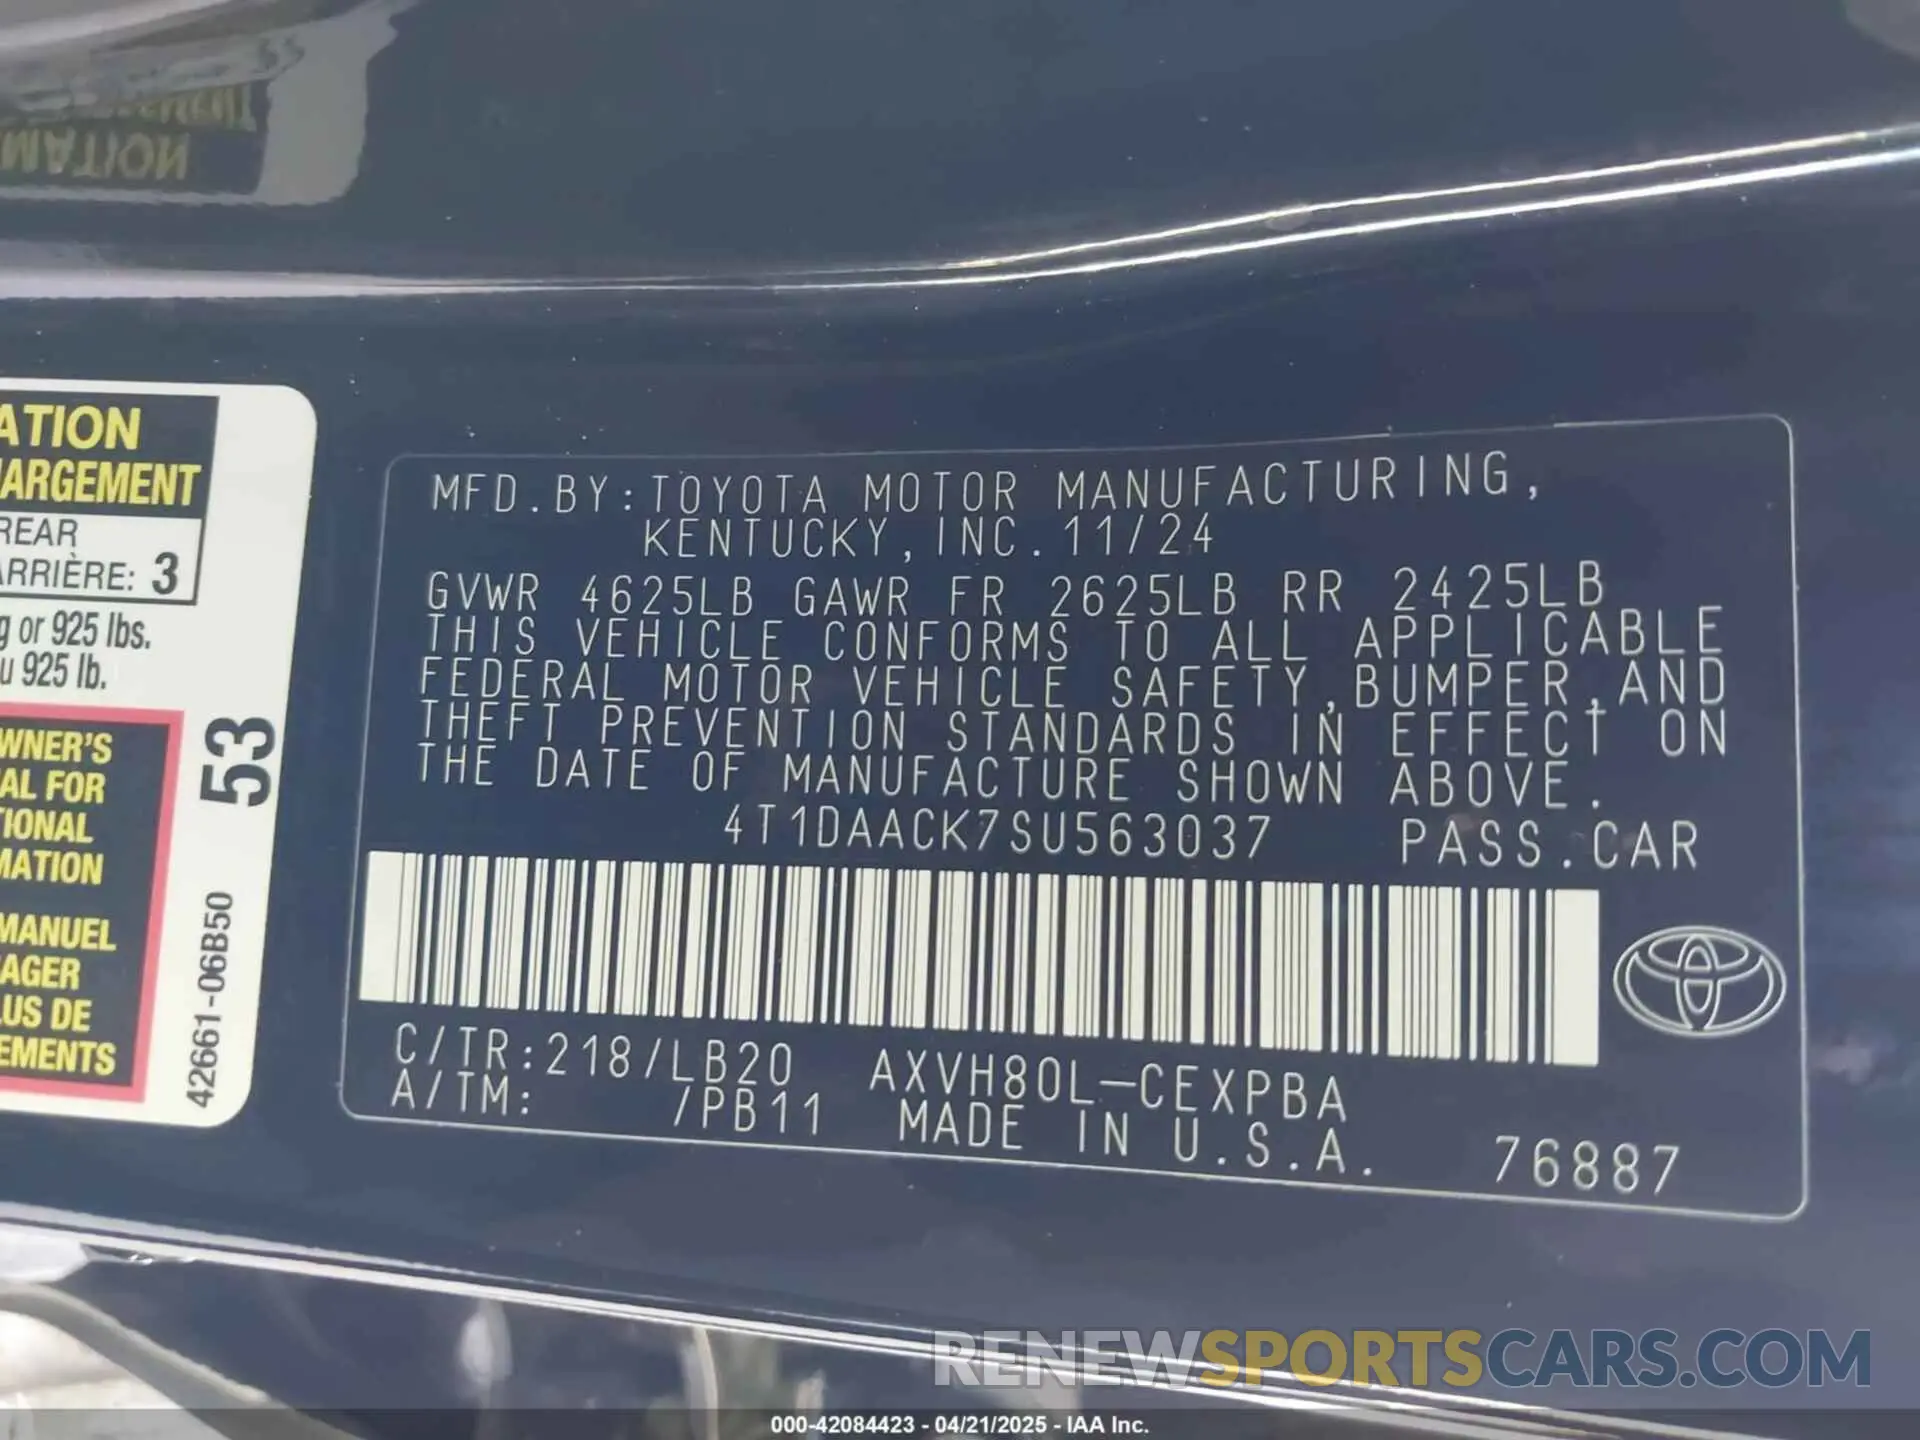 MATION
ATION
ARGEMENT
REAR
ARRIÈRE: 3
g or 925 lbs.
u 925 lb.
WNER'S
AL FOR
TIONAL
MATION
MANUEL
AGER
LUS DE
EMENTS
53
42661-06B50
MFD.BY:TOYOTA MOTOR MANUFACTURING,
KENTUCKY,INC.11/24
GVWR 4625LB GAWR FR 2625LB RR 2425LB
THIS VEHICLE CONFORMS TO ALL APPLICABLE
FEDERAL MOTOR VEHICLE SAFETY,BUMPER,AND
THEFT PREVENTION STANDARDS IN EFFECT ON
THE DATE OF MANUFACTURE SHOWN ABOVE.
4T1DAACK7SU563037 PASS.CAR
C/TR:218/LB20 AXVH80L-CEXPBA
A/TM: /PB11 MADE IN U.S.A. 76887
RENEWSPORTSCARS.COM
000-42084423 - 04/21/2025 - IAA Inc.